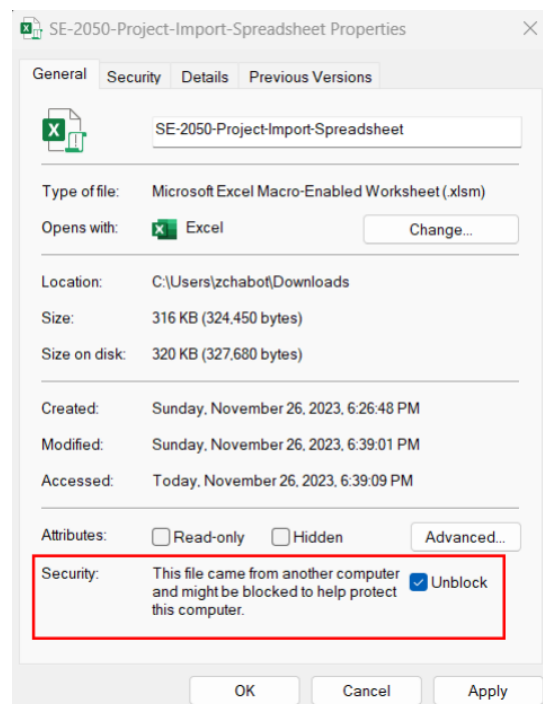 SE-2050-Project-Import-Spreadsheet Properties
General Security Details Previous Versions
SE-2050-Project-Import-Spreadsheet
Type of file: Microsoft Excel Macro-Enabled Worksheet (.xlsm)
Opens with: Excel Change...
Location: C:\Users\zchabot\Downloads
Size: 316 KB (324,450 bytes)
Size on disk: 320 KB (327,680 bytes)
Created: Sunday, November 26, 2023, 6:26:48 PM
Modified: Sunday, November 26, 2023, 6:39:01 PM
Accessed: Today, November 26, 2023, 6:39:09 PM
Attributes: Read-only Hidden Advanced...
Security: This file came from another computer
and might be blocked to help protect
this computer.
Unblock
OK Cancel Apply